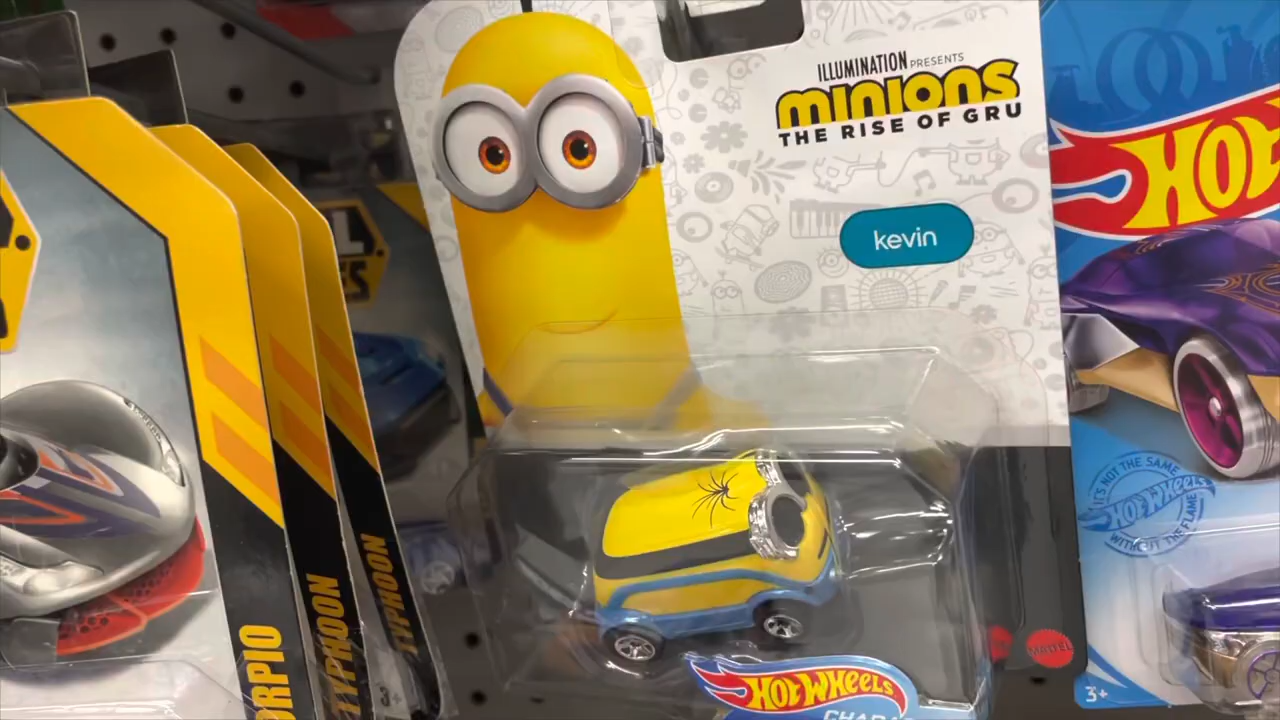 ILLUMINATION PRESENTS
minions
THE RISE OF GRU
kevin
HOT WHEELS
MATTEL
HOT
IT'S NOT THE SAME
HOT WHEELS
WITHOUT THE FLAME
3+
ORPIO
TYPHOON
TYPHOON
3+